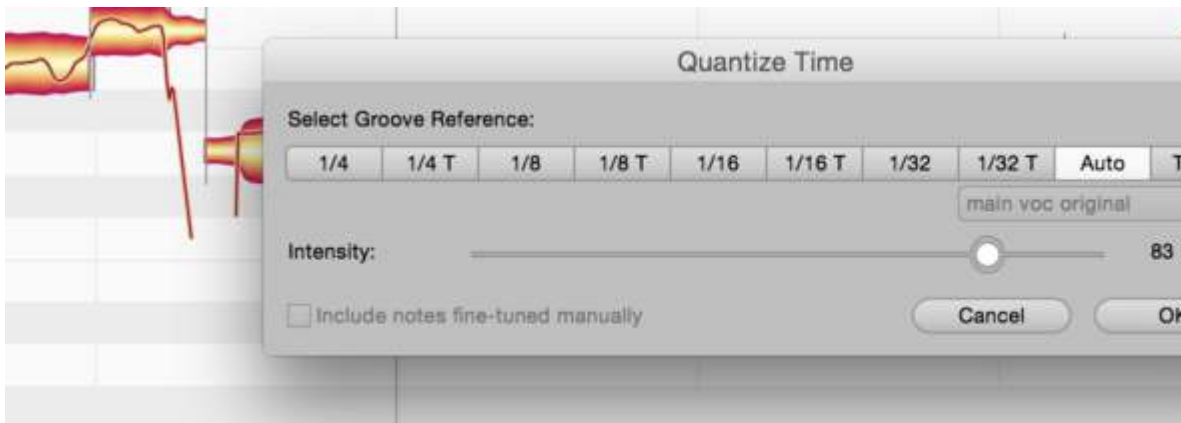 Quantize Time
Select Groove Reference:
1/4 1/4 T 1/8 1/8 T 1/16 1/16 T 1/32 1/32 T Auto T
main voc original
Intensity: 83
Include notes fine-tuned manually Cancel OK